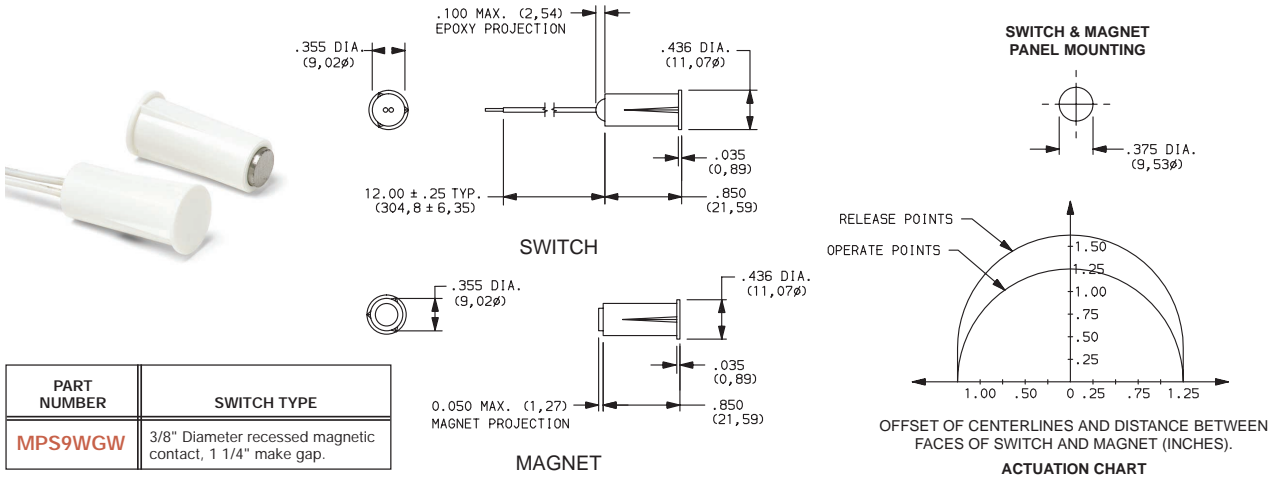 .100 MAX. (2,54)
EPOXY PROJECTION
.355 DIA.
(9,02ø)
.436 DIA.
(11,07ø)
.035
(0,89)
12.00 ± .25 TYP.
(304,8 ± 6,35)
.850
(21,59)
SWITCH
.355 DIA.
(9,02ø)
.436 DIA.
(11,07ø)
.035
(0,89)
0.050 MAX. (1,27)
MAGNET PROJECTION
.850
(21,59)
MAGNET
PART
NUMBER
SWITCH TYPE
MPS9WGW
3/8" Diameter recessed magnetic
contact, 1 1/4" make gap.
SWITCH & MAGNET
PANEL MOUNTING
.375 DIA.
(9,53ø)
RELEASE POINTS
OPERATE POINTS
1.50
1.25
1.00
.75
.50
.25
1.00 .50 0 .25 .75 1.25
OFFSET OF CENTERLINES AND DISTANCE BETWEEN
FACES OF SWITCH AND MAGNET (INCHES).
ACTUATION CHART